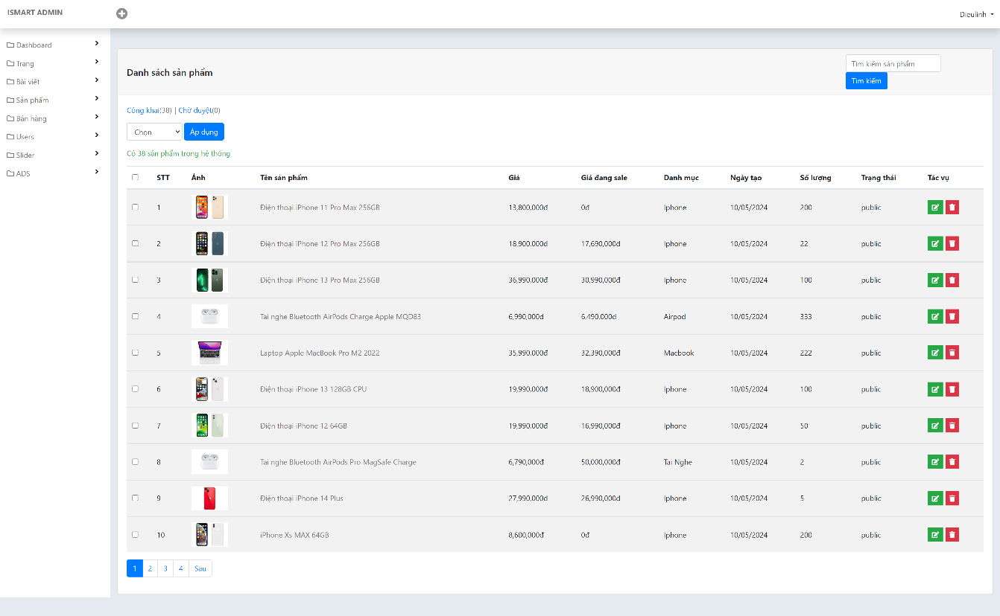 ISMART ADMIN
Dieulinh
Dashboard
Trang
Bài viết
Sản phẩm
Bán hàng
Users
Slider
ADS
Danh sách sản phẩm
Tìm kiếm sản phẩm
Tìm kiếm
Công khai(38) | Chờ duyệt(0)
Chọn Áp dụng
Có 38 sản phẩm trong hệ thống
STT Ảnh Tên sản phẩm Giá Giá đang sale Danh mục Ngày tạo Số lượng Trạng thái Tác vụ
1 Điện thoại iPhone 11 Pro Max 256GB 13,800,000đ 0đ Iphone 10/05/2024 200 public
2 Điện thoại iPhone 12 Pro Max 256GB 18,900,000đ 17,690,000đ Iphone 10/05/2024 22 public
3 Điện thoại iPhone 13 Pro Max 256GB 36,990,000đ 30,990,000đ Iphone 10/05/2024 100 public
4 Tai nghe Bluetooth AirPods Charge Apple MQD83 6,990,000đ 6,490,000đ Airpod 10/05/2024 333 public
5 Laptop Apple MacBook Pro M2 2022 35,990,000đ 32,390,000đ Macbook 10/05/2024 222 public
6 Điện thoại iPhone 13 128GB CPU 19,990,000đ 18,900,000đ Iphone 10/05/2024 100 public
7 Điện thoại iPhone 12 64GB 19,990,000đ 16,990,000đ Iphone 10/05/2024 50 public
8 Tai nghe Bluetooth AirPods Pro MagSafe Charge 6,790,000đ 50,000,000đ Tai Nghe 10/05/2024 2 public
9 Điện thoại iPhone 14 Plus 27,990,000đ 26,990,000đ Iphone 10/05/2024 5 public
10 iPhone Xs MAX 64GB 8,600,000đ 0đ Iphone 10/05/2024 200 public
1 2 3 4 Sau